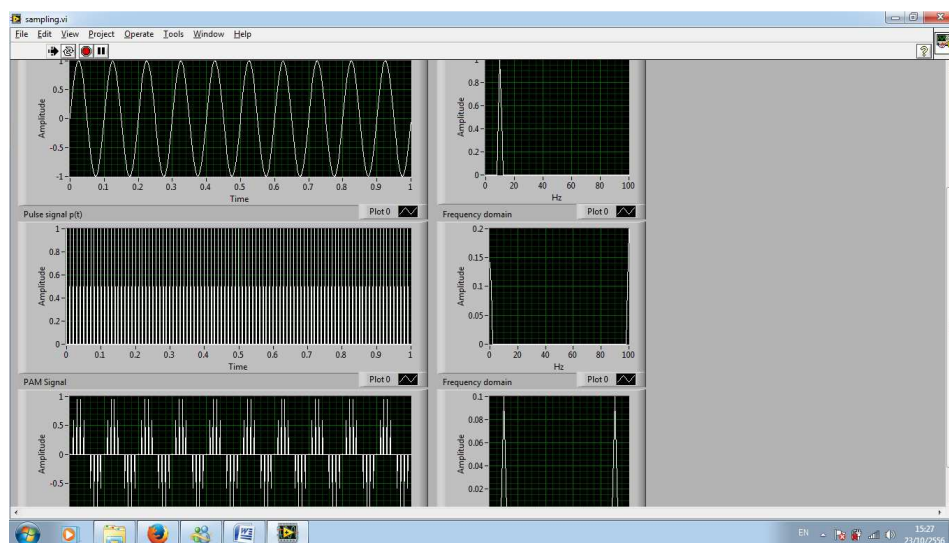 sampling.vi
File Edit View Project Operate Tools Window Help
1-
0.5-
0-
-0.5-
-1-
Amplitude
0 0.1 0.2 0.3 0.4 0.5 0.6 0.7 0.8 0.9 1
Time
1-
0.8-
0.6-
0.4-
0.2-
0-
Amplitude
0 20 40 60 80 100
Hz
Pulse signal p(t)
Plot 0
1-
0.8-
0.6-
0.4-
0.2-
0-
Amplitude
0 0.1 0.2 0.3 0.4 0.5 0.6 0.7 0.8 0.9 1
Time
Frequency domain
Plot 0
0.2-
0.15-
0.1-
0.05-
0-
Amplitude
0 20 40 60 80 100
Hz
PAM Signal
Plot 0
1-
0.5-
0-
-0.5-
Amplitude
Frequency domain
Plot 0
0.1-
0.08-
0.06-
0.04-
0.02-
Amplitude
EN
15:27
23/10/2556